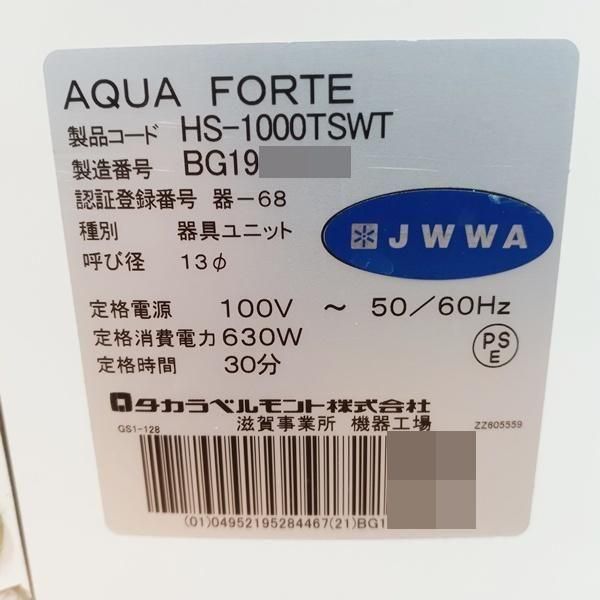 AQUA FORTE
製品コード HS-1000TSWT
製造番号 BG19
認証登録番号 器-68
種別 器具ユニット
JWWA
呼び径 13φ
定格電源 100V ～ 50/60Hz
定格消費電力 630W
PS
E
定格時間 30分
タカラベルモント株式会社
滋賀事業所 機器工場
GS1-128
ZZ605559
(01)04952195284467(21)BG1